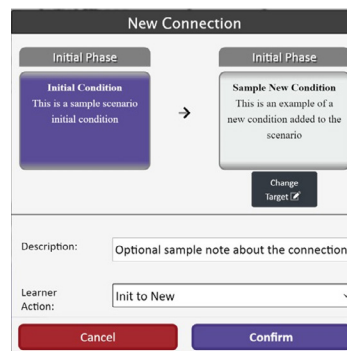 New Connection
Initial Phase
Initial Condition
This is a sample scenario
initial condition
Initial Phase
Sample New Condition
This is an example of a
new condition added to the
scenario
Change
Target
Description:
Optional sample note about the connection
Learner
Action:
Init to New
Cancel
Confirm